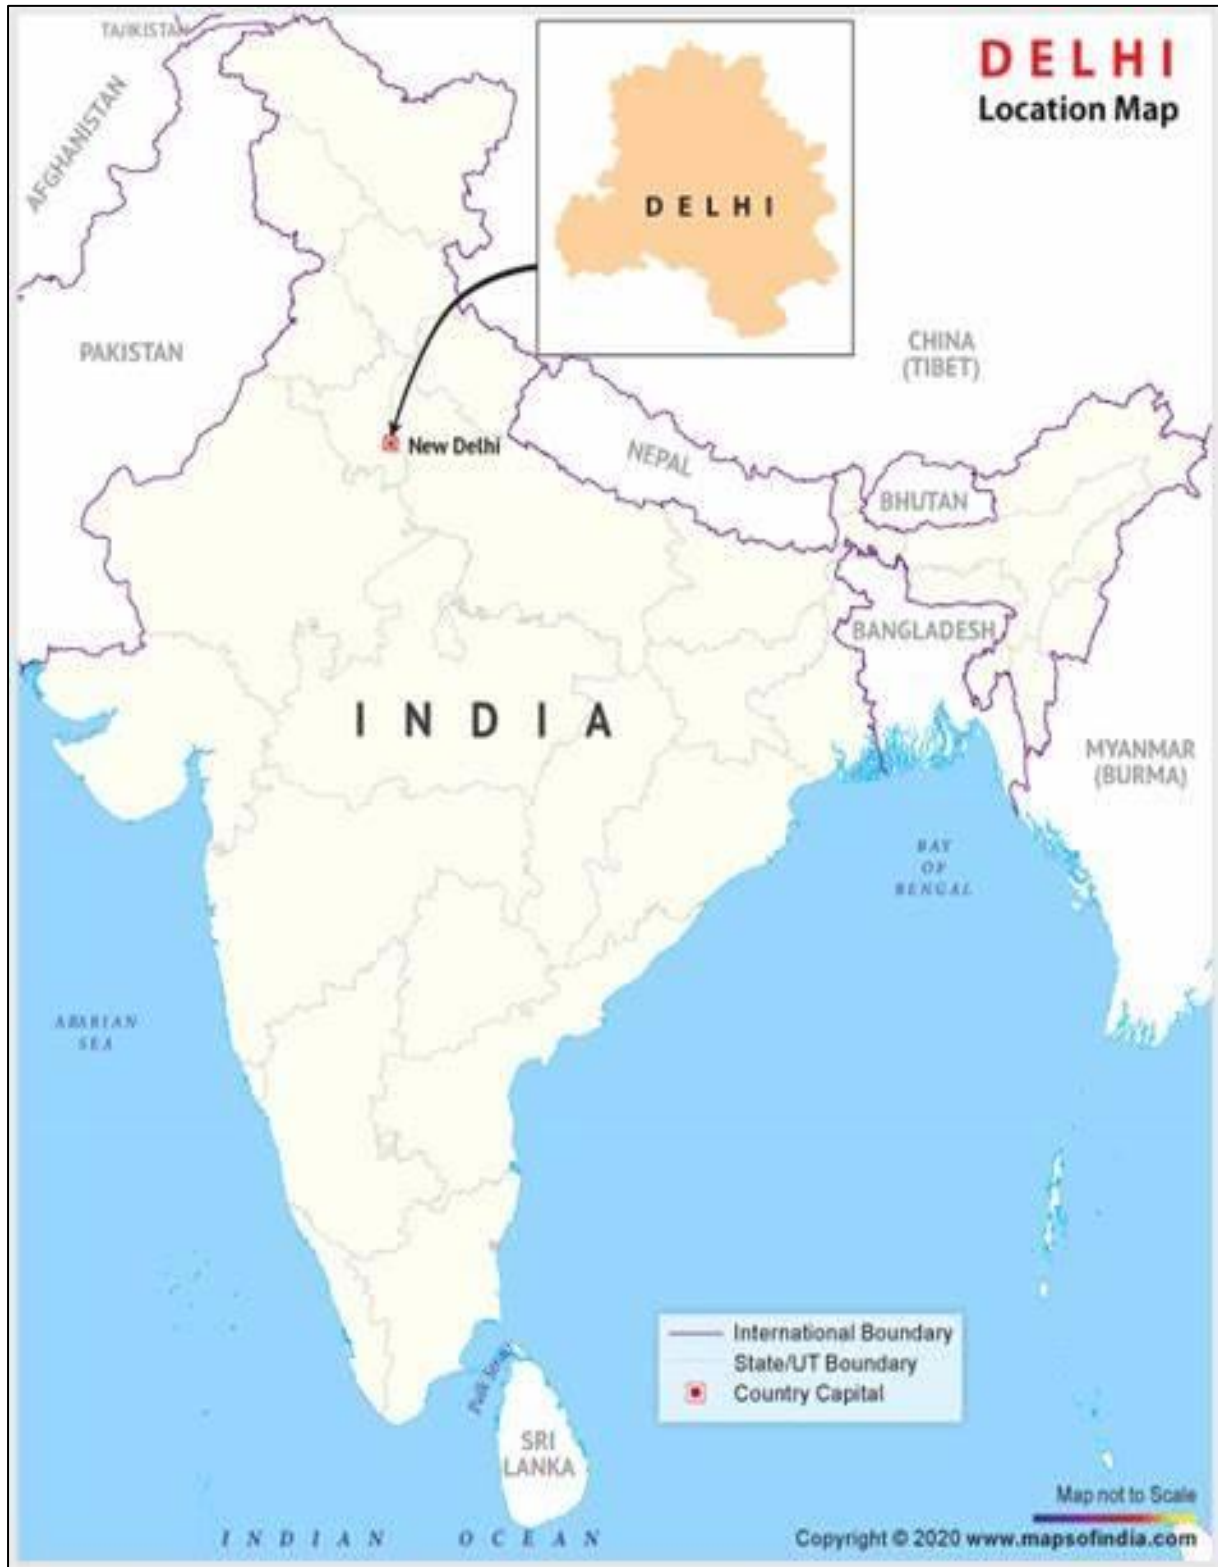 TAJIKISTAN
DELHI
Location Map
AFGHANISTAN
DELHI
PAKISTAN
CHINA
(TIBET)
New Delhi
NEPAL
BHUTAN
BANGLADESH
INDIA
MYANMAR
(BURMA)
BAY
OF
BENGAL
ARABIAN
SEA
International Boundary
State/UT Boundary
Country Capital
Palk Strait
SRI
LANKA
Map not to Scale
INDIAN OCEAN
Copyright © 2020 www.mapsofindia.com